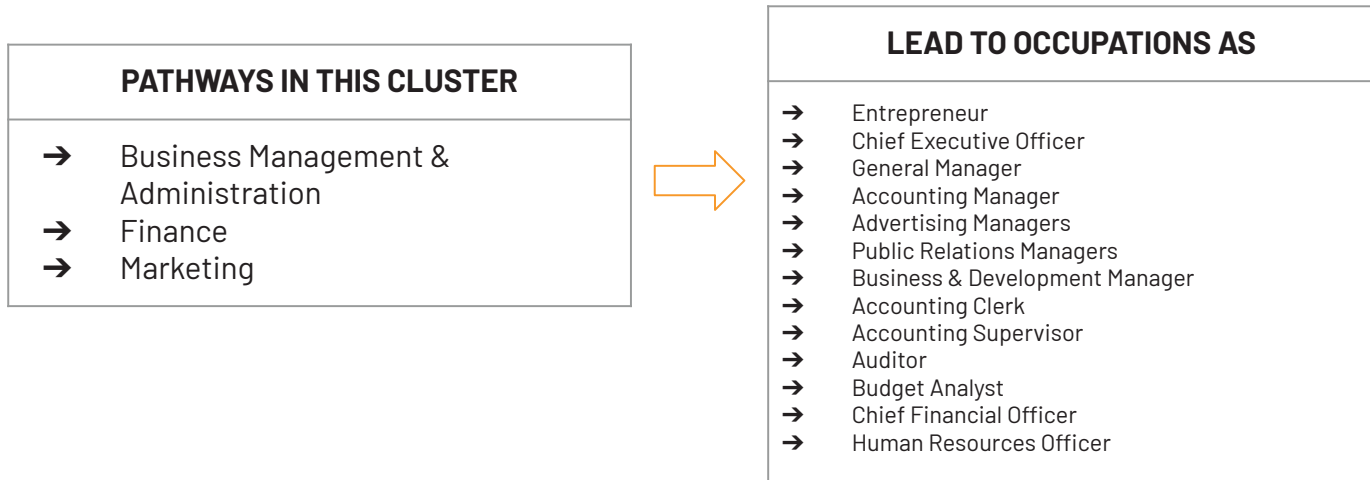 PATHWAYS IN THIS CLUSTER
➔ Business Management &
Administration
➔ Finance
➔ Marketing
LEAD TO OCCUPATIONS AS
➔ Entrepreneur
➔ Chief Executive Officer
➔ General Manager
➔ Accounting Manager
➔ Advertising Managers
➔ Public Relations Managers
➔ Business & Development Manager
➔ Accounting Clerk
➔ Accounting Supervisor
➔ Auditor
➔ Budget Analyst
➔ Chief Financial Officer
➔ Human Resources Officer